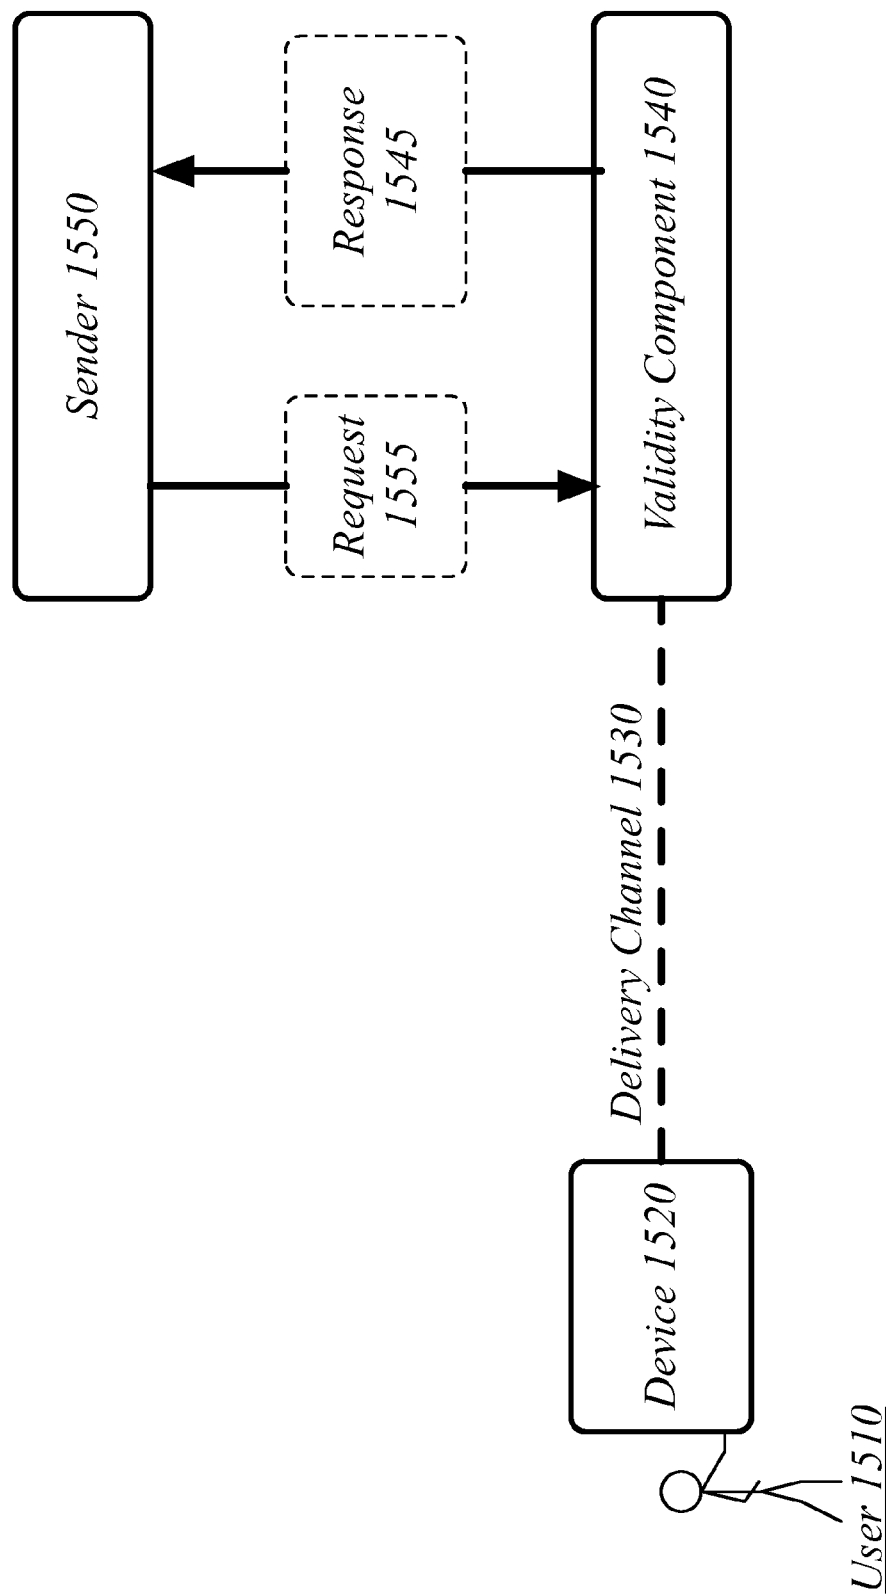 Sender 1550
Request
1555
Response
1545
Validity Component 1540
Delivery Channel 1530
Device 1520
User 1510